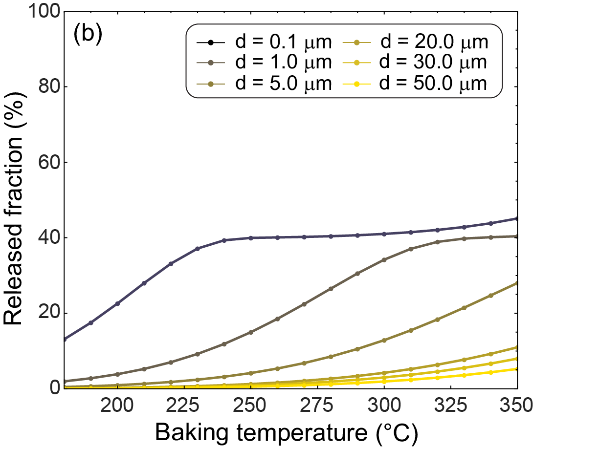 (b)
d = 0.1 μm
d = 20.0 μm
d = 1.0 μm
d = 30.0 μm
d = 5.0 μm
d = 50.0 μm
100
80
60
40
20
0
Released fraction (%)
200 225 250 275 300 325 350
Baking temperature (°C)